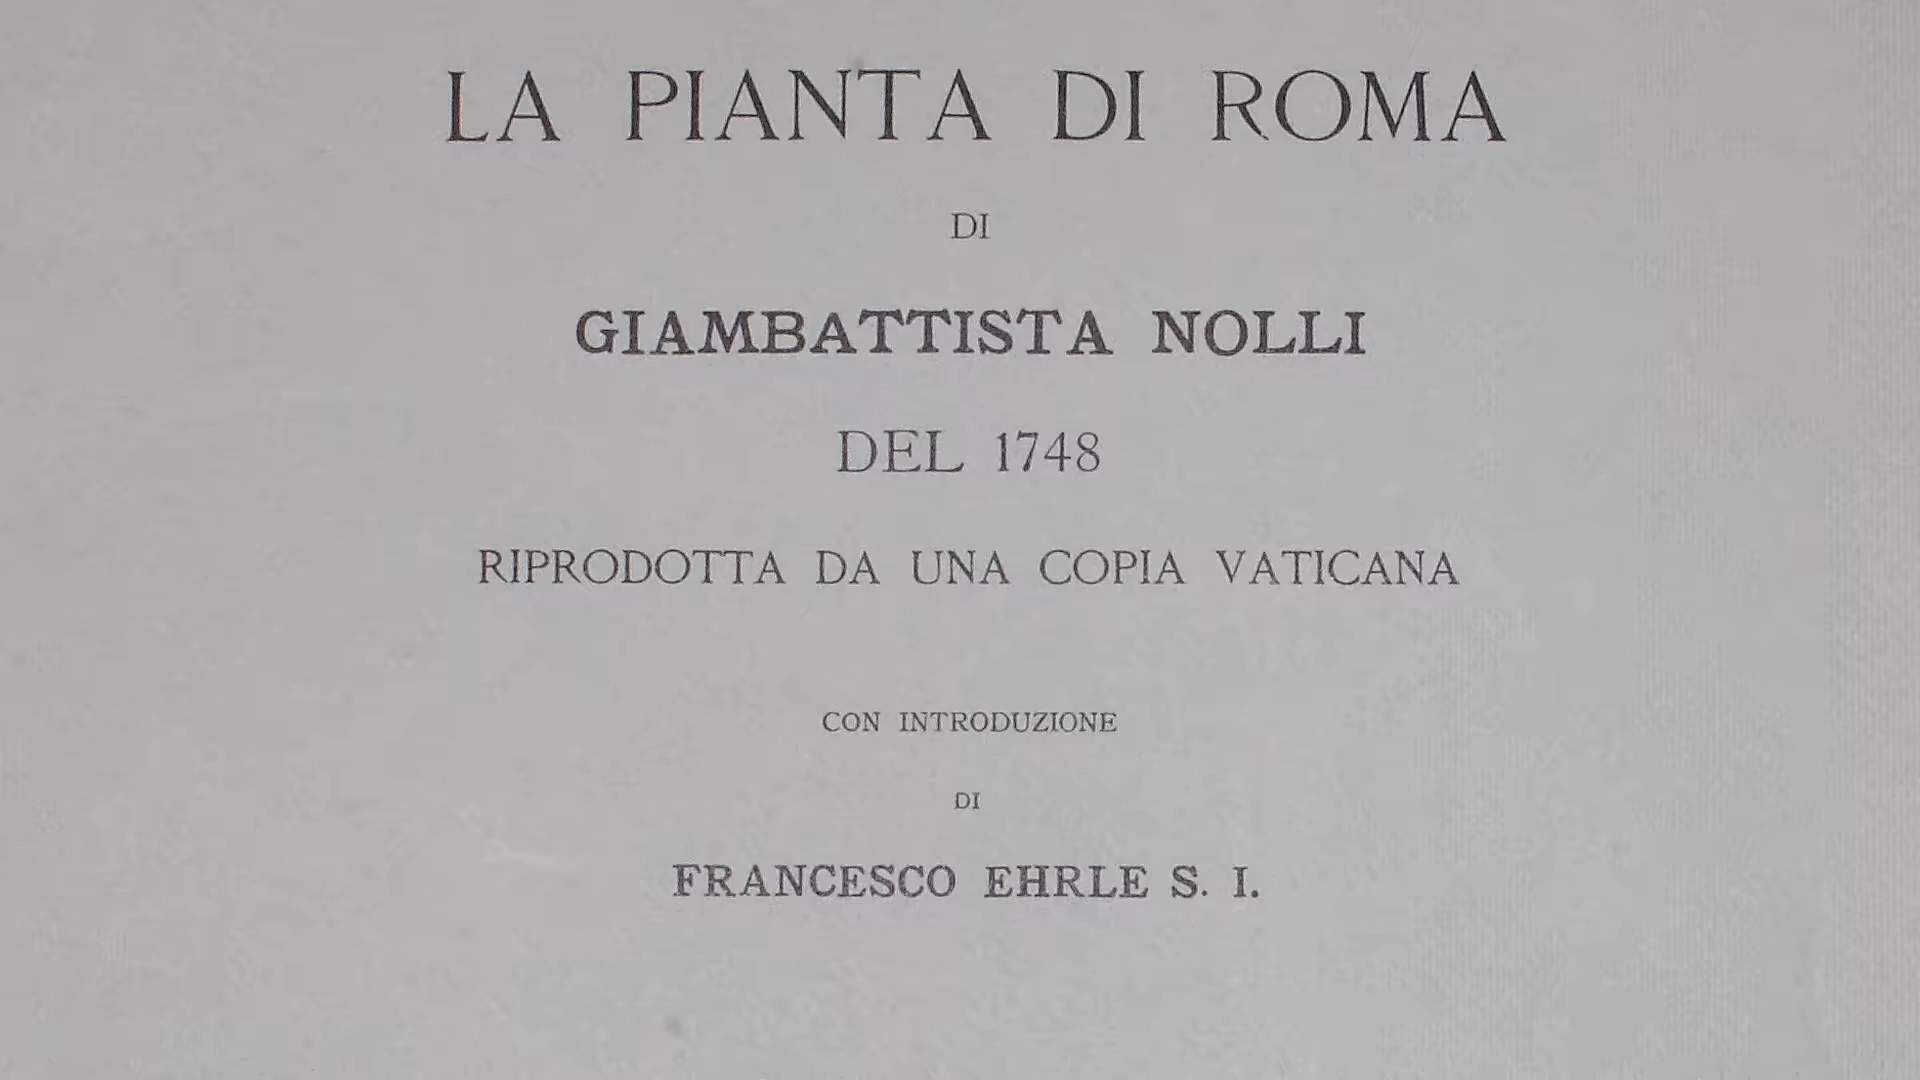 LA PIANTA DI ROMA
DI
GIAMBATTISTA NOLLI
DEL 1748
RIPRODOTTA DA UNA COPIA VATICANA
CON INTRODUZIONE
DI
FRANCESCO EHRLE S. I.